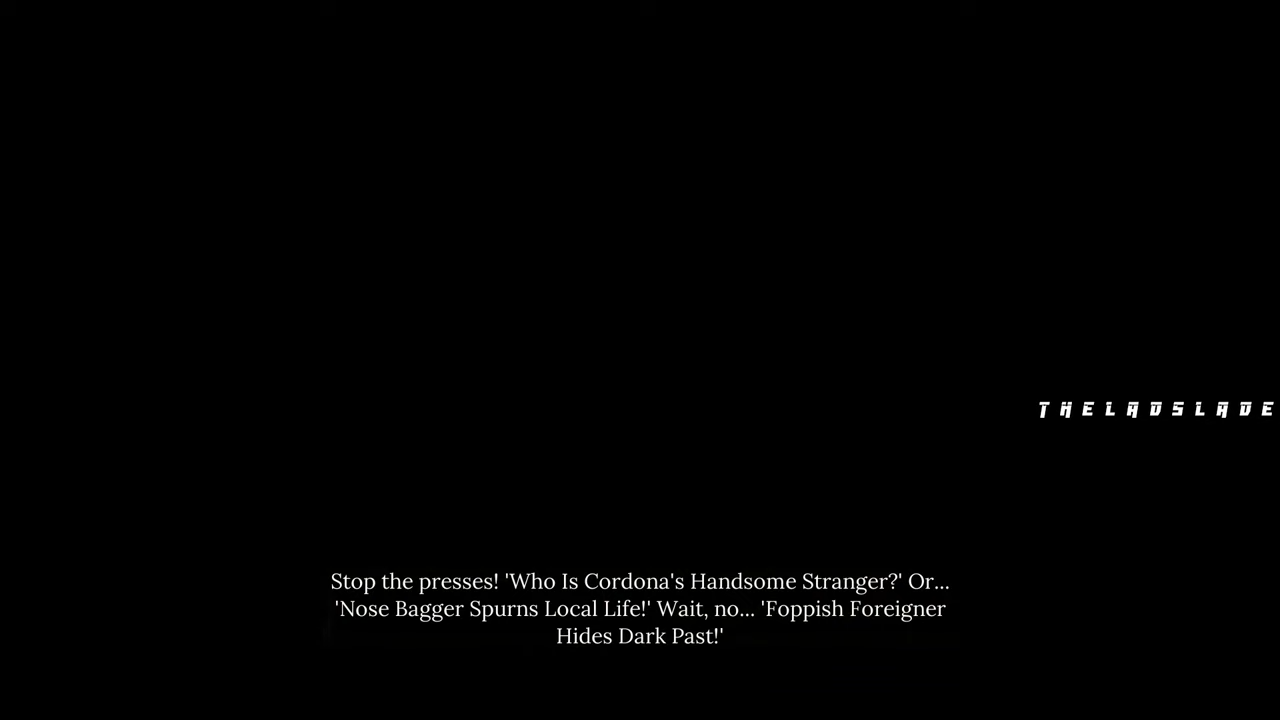 THELADSLADE
Stop the presses! 'Who Is Cordona's Handsome Stranger?' Or...
'Nose Bagger Spurns Local Life!' Wait, no... 'Foppish Foreigner
Hides Dark Past!'